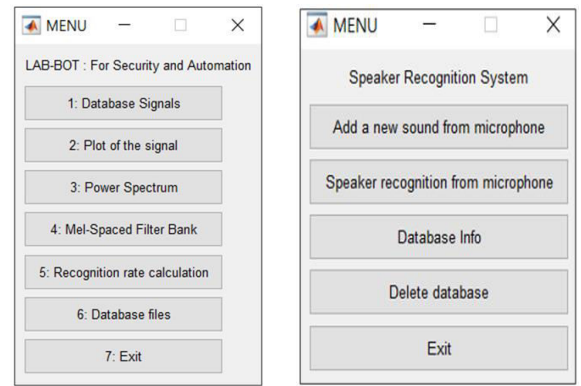 MENU
LAB-BOT : For Security and Automation
1: Database Signals
2: Plot of the signal
3: Power Spectrum
4: Mel-Spaced Filter Bank
5: Recognition rate calculation
6: Database files
7: Exit
MENU
Speaker Recognition System
Add a new sound from microphone
Speaker recognition from microphone
Database Info
Delete database
Exit